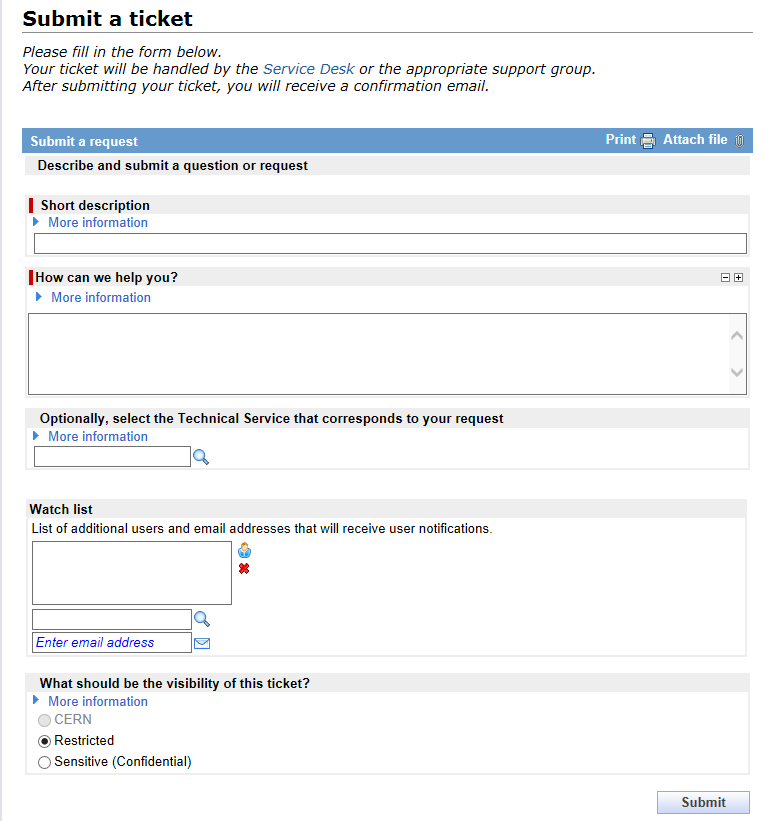 Submit a ticket
Please fill in the form below.
Your ticket will be handled by the Service Desk or the appropriate support group.
After submitting your ticket, you will receive a confirmation email.
Submit a request
Print Attach file
Describe and submit a question or request
Short description
More information
How can we help you?
More information
Optionally, select the Technical Service that corresponds to your request
More information
Watch list
List of additional users and email addresses that will receive user notifications.
Enter email address
What should be the visibility of this ticket?
More information
CERN
Restricted
Sensitive (Confidential)
Submit